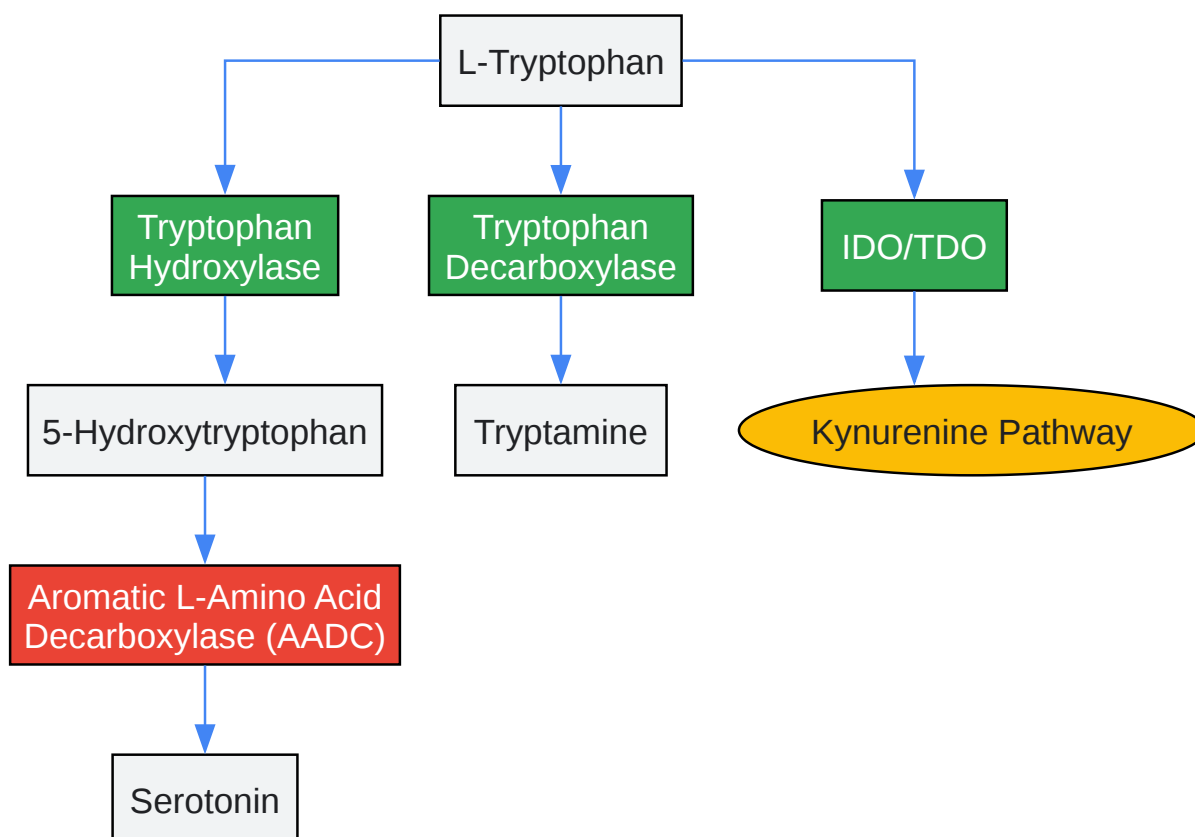 L-Tryptophan
Tryptophan
Hydroxylase
Tryptophan
Decarboxylase
IDO/TDO
5-Hydroxytryptophan
Tryptamine
Kynurenine Pathway
Aromatic L-Amino Acid
Decarboxylase (AADC)
Serotonin